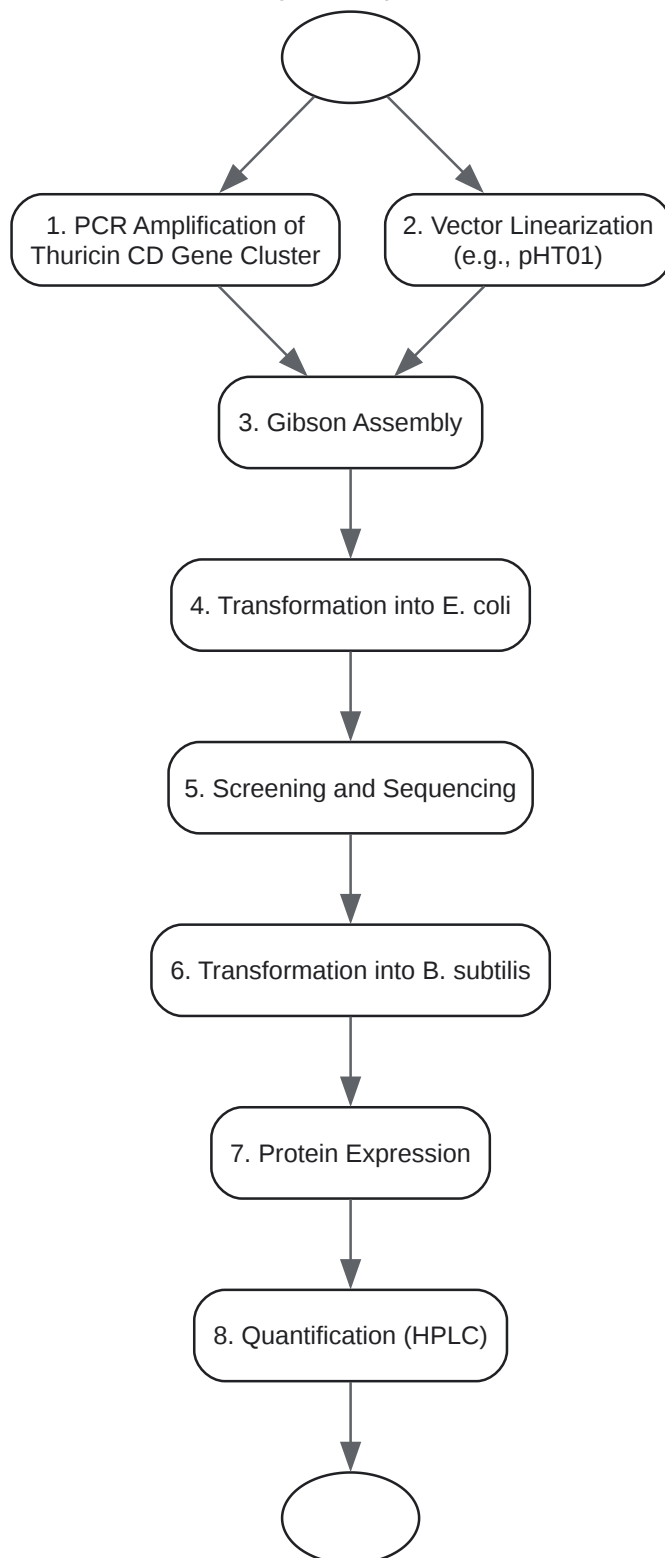 1. PCR Amplification of
Thuricin CD Gene Cluster
2. Vector Linearization
(e.g., pHT01)
3. Gibson Assembly
4. Transformation into E. coli
5. Screening and Sequencing
6. Transformation into B. subtilis
7. Protein Expression
8. Quantification (HPLC)